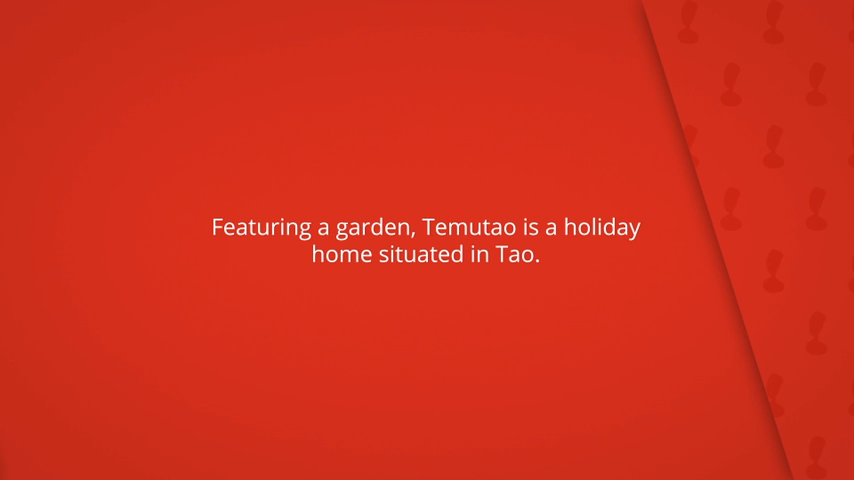 Featuring a garden, Temutao is a holiday
home situated in Tao.